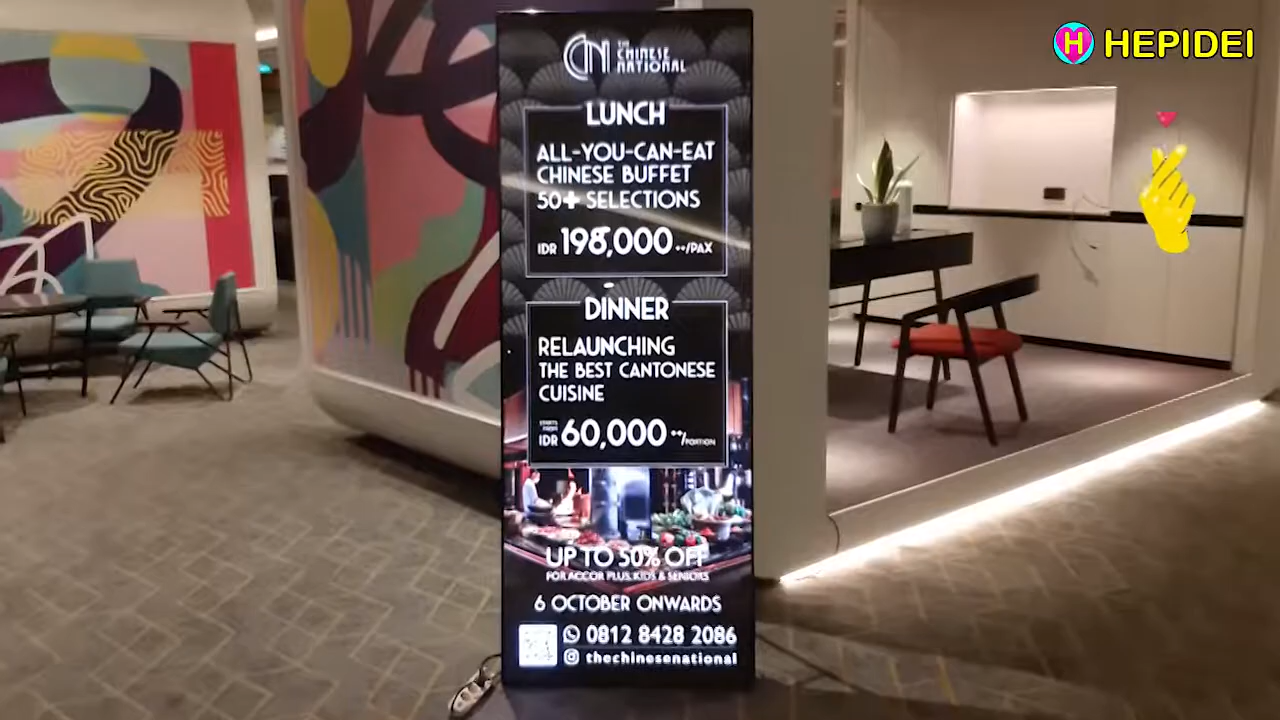 H HEPIDEI
CN THE CHINESE NATIONAL
LUNCH
ALL-YOU-CAN-EAT
CHINESE BUFFET
50+ SELECTIONS
IDR 198,000 ++/PAX
DINNER
RELAUNCHING
THE BEST CANTONESE
CUISINE
STARTS FROM
IDR 60,000 ++/PORTION
UP TO 50% OFF
FOR ACCOR PLUS, KIDS & SENIORS
6 OCTOBER ONWARDS
0812 8428 2086
thechinesenational